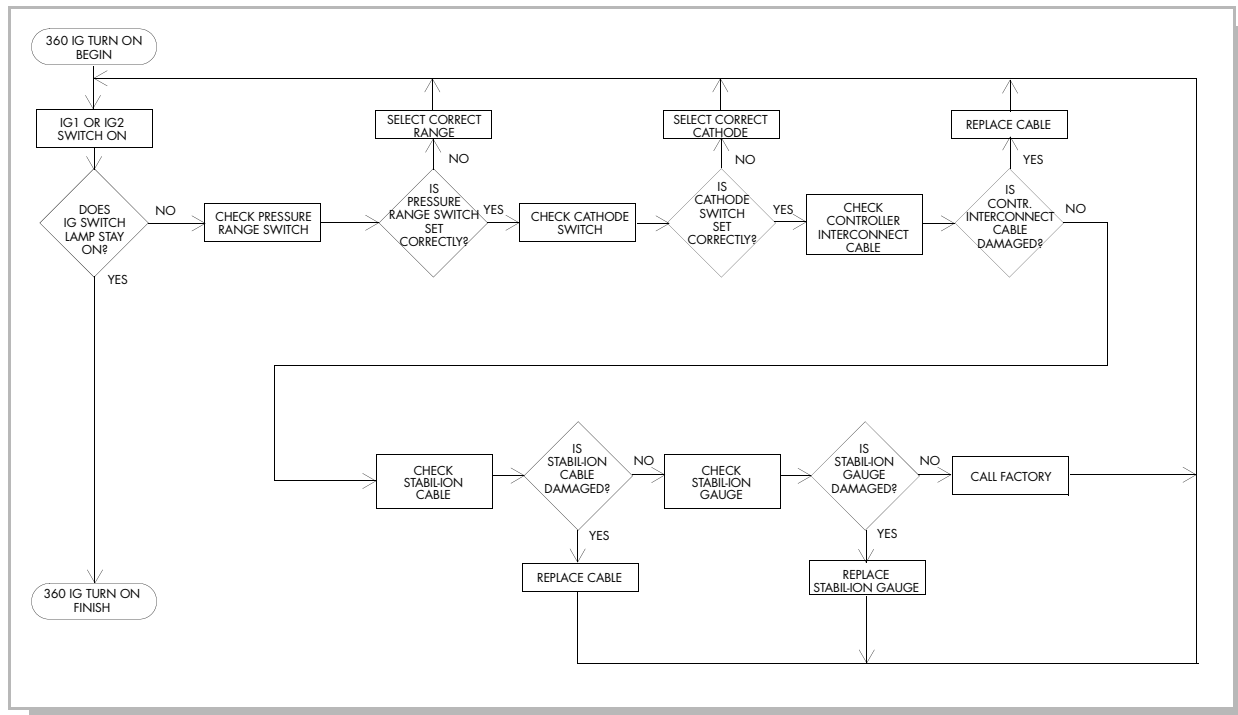 360 IG TURN ON
BEGIN
IG1 OR IG2
SWITCH ON
SELECT CORRECT
RANGE
SELECT CORRECT
CATHODE
REPLACE CABLE
NO
NO
YES
DOES
IG SWITCH
LAMP STAY
ON?
NO
YES
CHECK PRESSURE
RANGE SWITCH
IS
PRESSURE
RANGE SWITCH
SET
CORRECTLY?
YES
CHECK CATHODE
SWITCH
IS
CATHODE
SWITCH
SET
CORRECTLY?
YES
CHECK
CONTROLLER
INTERCONNECT
CABLE
IS
CONTR.
INTERCONNECT
CABLE
DAMAGED?
NO
CHECK
STABIL-ION
CABLE
IS
STABIL-ION
CABLE
DAMAGED?
NO
YES
CHECK
STABIL-ION
GAUGE
IS
STABIL-ION
GAUGE
DAMAGED?
NO
YES
CALL FACTORY
REPLACE CABLE
REPLACE
STABIL-ION GAUGE
360 IG TURN ON
FINISH